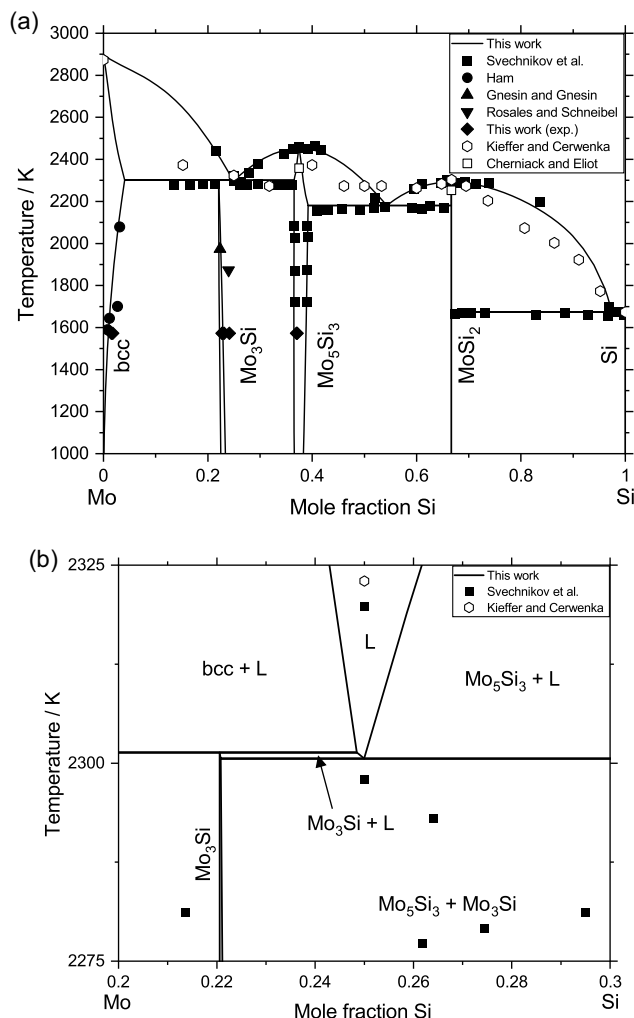 (a)
3000
2800
2600
2400
2200
2000
1800
1600
1400
1200
1000
Temperature / K
This work
Svechnikov et al.
Ham
Gnesin and Gnesin
Rosales and Schneibel
This work (exp.)
Kieffer and Cerwenka
Cherniack and Eliot
bcc
Mo3Si
Mo5Si3
MoSi2
Si
0 0.2 0.4 0.6 0.8 1
Mo Mole fraction Si Si
(b)
2325
2300
2275
Temperature / K
This work
Svechnikov et al.
Kieffer and Cerwenka
L
bcc + L
Mo5Si3 + L
Mo3Si + L
Mo3Si
Mo5Si3 + Mo3Si
0.2 0.22 0.24 0.26 0.28 0.3
Mo Mole fraction Si Si